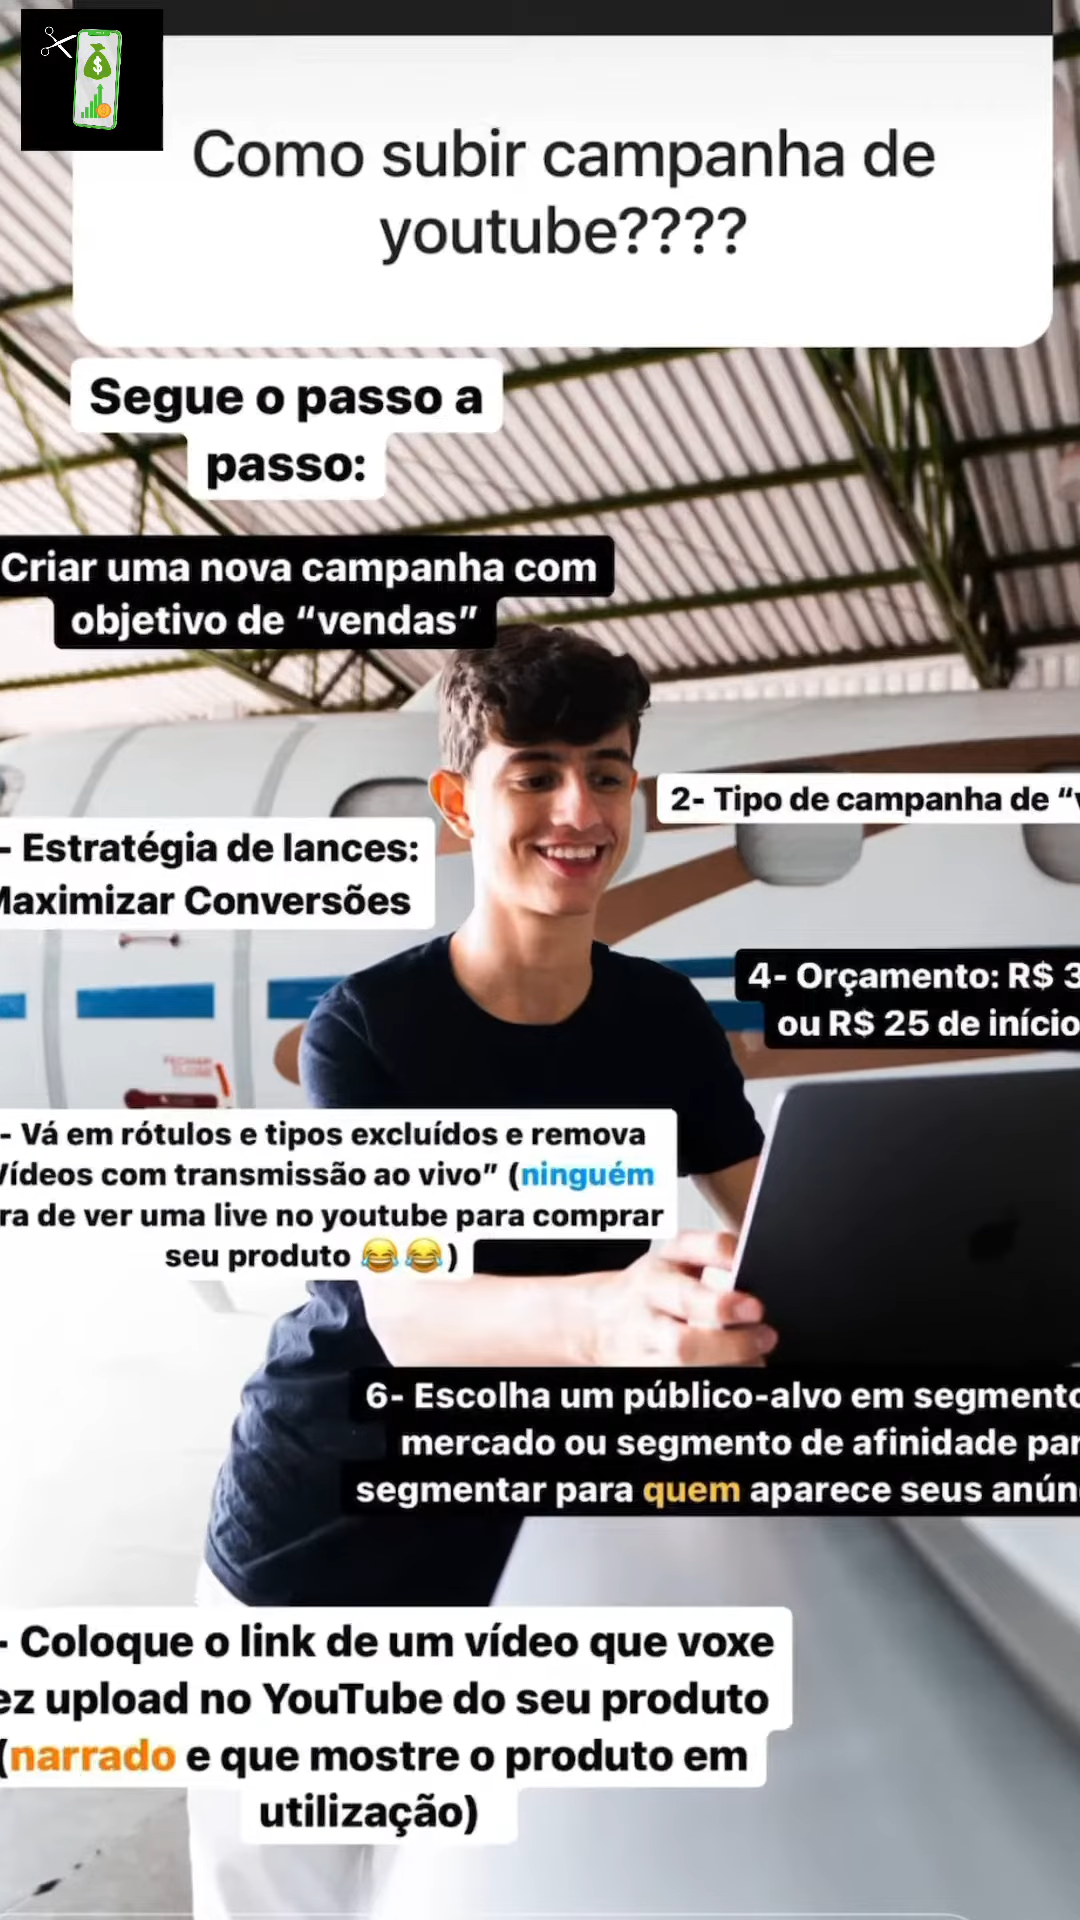 Como subir campanha de
youtube????
Segue o passo a
passo:
Criar uma nova campanha com
objetivo de “vendas”
2- Tipo de campanha de “
- Estratégia de lances:
Maximizar Conversões
4- Orçamento: R$ 3
ou R$ 25 de início
- Vá em rótulos e tipos excluídos e remova
Vídeos com transmissão ao vivo” (ninguém
ra de ver uma live no youtube para comprar
seu produto 😂😂)
6- Escolha um público-alvo em segmento
mercado ou segmento de afinidade par
segmentar para quem aparece seus anún
- Coloque o link de um vídeo que voxe
ez upload no YouTube do seu produto
(narrado e que mostre o produto em
utilização)